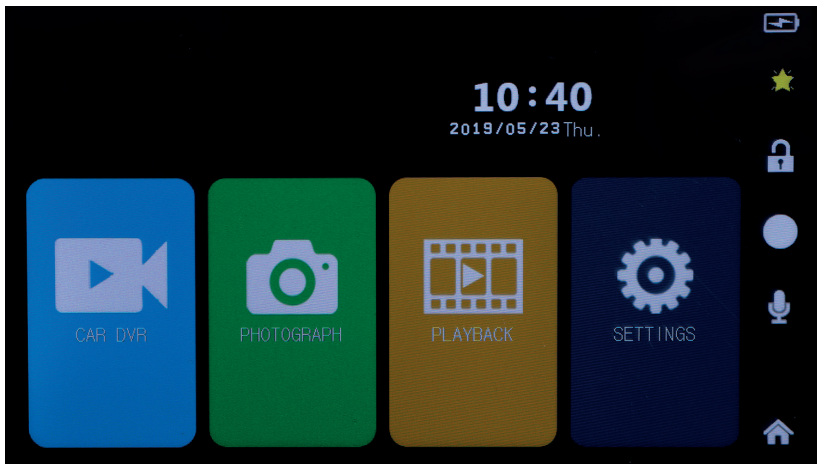 10:40
2019/05/23 Thu.
CAR DVR
PHOTOGRAPH
PLAYBACK
SETTINGS